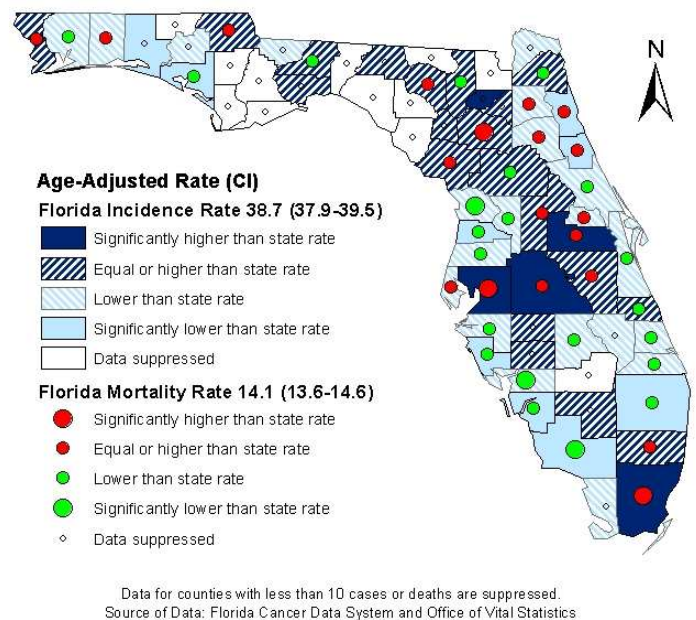 N
Age-Adjusted Rate (CI)
Florida Incidence Rate 38.7 (37.9-39.5)
Significantly higher than state rate
Equal or higher than state rate
Lower than state rate
Significantly lower than state rate
Data suppressed
Florida Mortality Rate 14.1 (13.6-14.6)
Significantly higher than state rate
Equal or higher than state rate
Lower than state rate
Significantly lower than state rate
Data suppressed
Data for counties with less than 10 cases or deaths are suppressed.
Source of Data: Florida Cancer Data System and Office of Vital Statistics